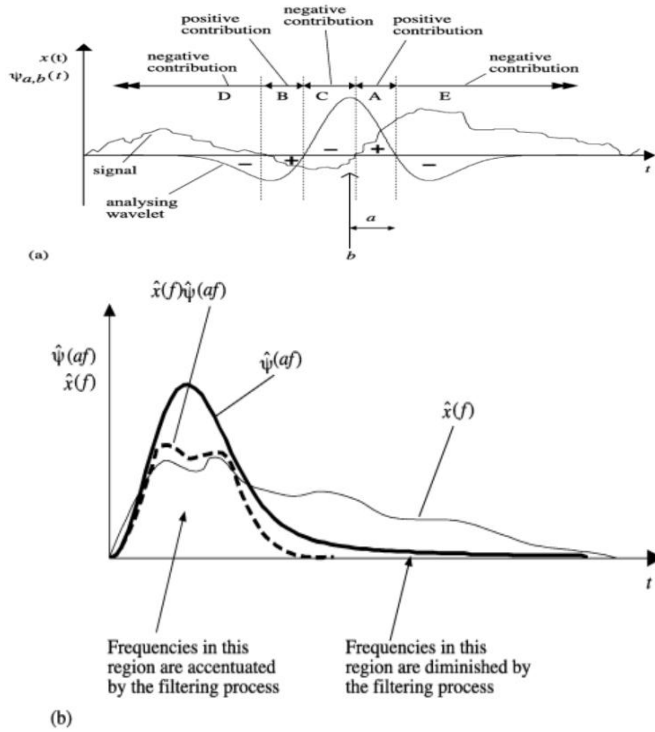 negative
contribution
positive
contribution
positive
contribution
x(t)
ψa,b(t)
negative
contribution
negative
contribution
D
B
C
A
E
−
+
−
+
−
t
signal
analysing
wavelet
a
b
(a)
x̂(f)ψ̂(af)
ψ̂(af)
x̂(f)
ψ̂(af)
x̂(f)
t
Frequencies in this
region are accentuated
by the filtering process
Frequencies in this
region are diminished by
the filtering process
(b)